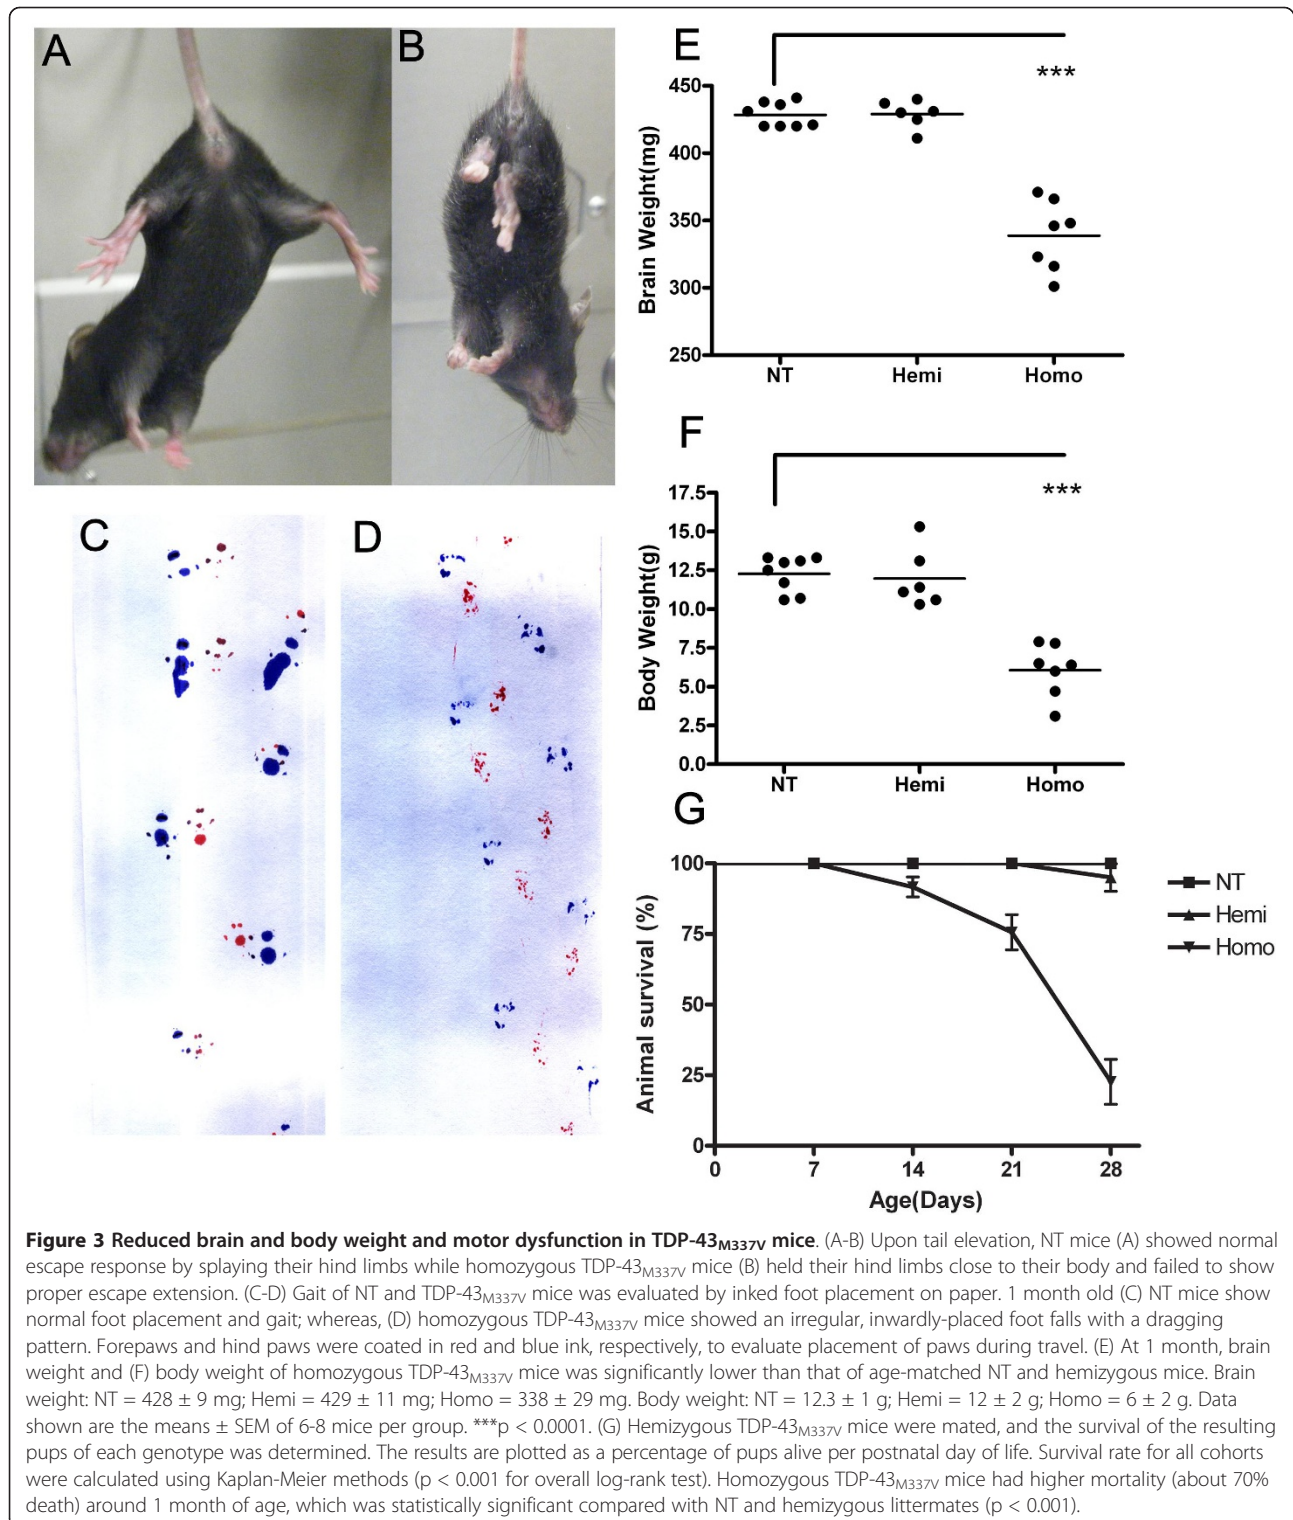 A
B
E
***
450
400
350
300
250
Brain Weight(mg)
NT
Hemi
Homo
F
***
17.5
15.0
12.5
10.0
7.5
5.0
2.5
0.0
Body Weight(g)
NT
Hemi
Homo
C
D
G
100
75
50
25
0
Animal survival (%)
0
7
14
21
28
Age(Days)
NT
Hemi
Homo
Figure 3 Reduced brain and body weight and motor dysfunction in TDP-43M337V mice. (A-B) Upon tail elevation, NT mice (A) showed normal
escape response by splaying their hind limbs while homozygous TDP-43M337V mice (B) held their hind limbs close to their body and failed to show
proper escape extension. (C-D) Gait of NT and TDP-43M337V mice was evaluated by inked foot placement on paper. 1 month old (C) NT mice show
normal foot placement and gait; whereas, (D) homozygous TDP-43M337V mice showed an irregular, inwardly-placed foot falls with a dragging
pattern. Forepaws and hind paws were coated in red and blue ink, respectively, to evaluate placement of paws during travel. (E) At 1 month, brain
weight and (F) body weight of homozygous TDP-43M337V mice was significantly lower than that of age-matched NT and hemizygous mice. Brain
weight: NT = 428 ± 9 mg; Hemi = 429 ± 11 mg; Homo = 338 ± 29 mg. Body weight: NT = 12.3 ± 1 g; Hemi = 12 ± 2 g; Homo = 6 ± 2 g. Data
shown are the means ± SEM of 6-8 mice per group. ***p < 0.0001. (G) Hemizygous TDP-43M337V mice were mated, and the survival of the resulting
pups of each genotype was determined. The results are plotted as a percentage of pups alive per postnatal day of life. Survival rate for all cohorts
were calculated using Kaplan-Meier methods (p < 0.001 for overall log-rank test). Homozygous TDP-43M337V mice had higher mortality (about 70%
death) around 1 month of age, which was statistically significant compared with NT and hemizygous littermates (p < 0.001).